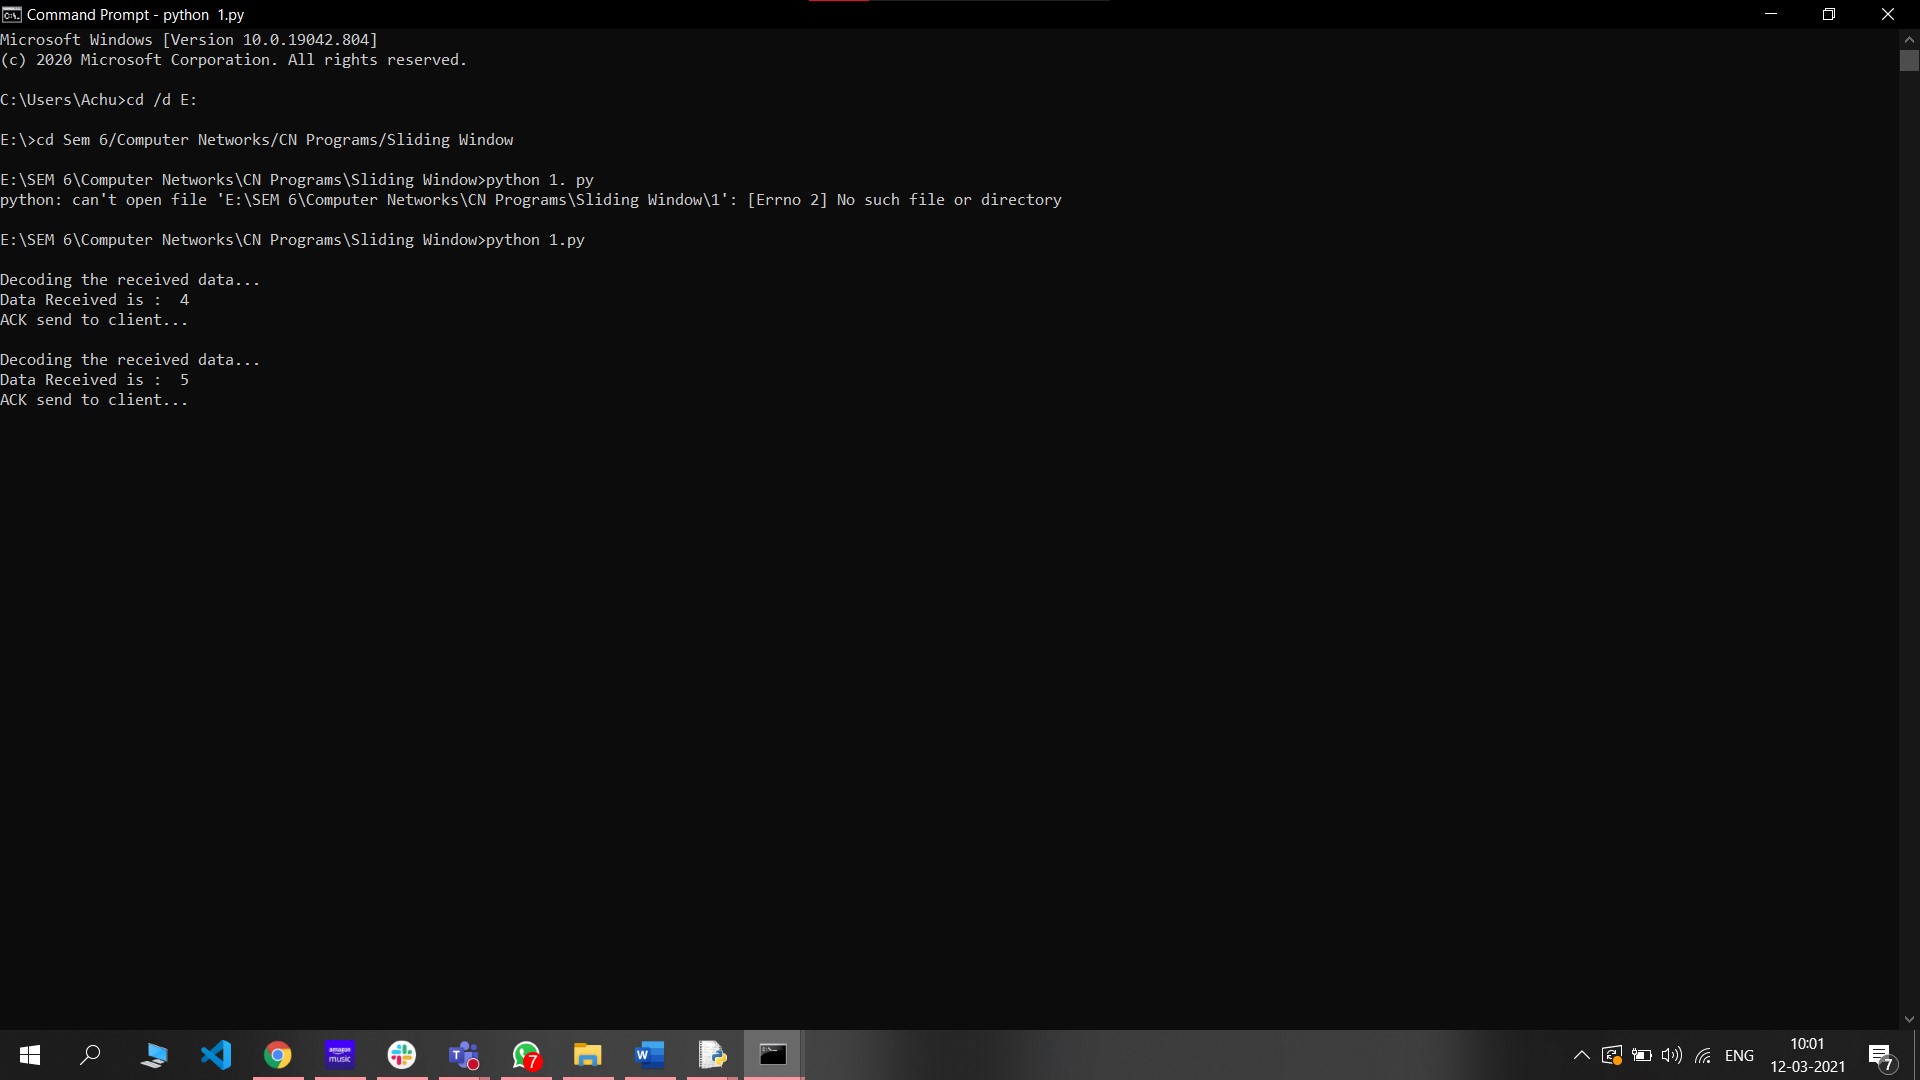 Command Prompt - python  1.py
Microsoft Windows [Version 10.0.19042.804]
(c) 2020 Microsoft Corporation. All rights reserved.
C:\Users\Achu>cd /d E:
E:\>cd Sem 6/Computer Networks/CN Programs/Sliding Window
E:\SEM 6\Computer Networks\CN Programs\Sliding Window>python 1. py
python: can't open file 'E:\SEM 6\Computer Networks\CN Programs\Sliding Window\1': [Errno 2] No such file or directory
E:\SEM 6\Computer Networks\CN Programs\Sliding Window>python 1.py
Decoding the received data...
Data Received is :  4
ACK send to client...
Decoding the received data...
Data Received is :  5
ACK send to client...
amazon
music
T
7
W
ENG
10:01
12-03-2021
7